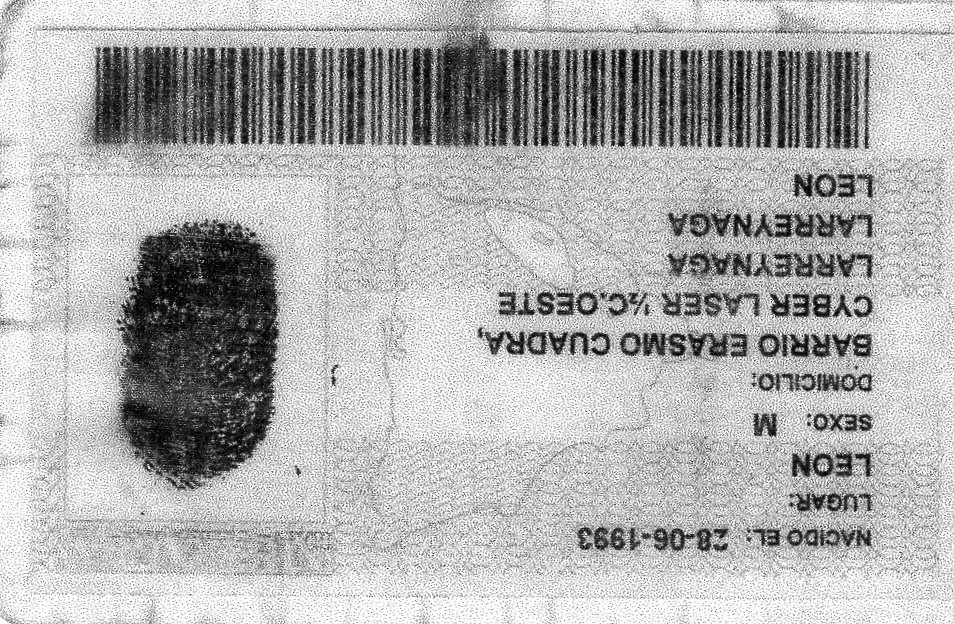 NACIDO EL: 28-06-1993
LUGAR:
LEON
SEXO: M
DOMICILIO:
BARRIO ERASMO CUADRA,
CYBER LASER ½C.OESTE
LARREYNAGA
LARREYNAGA
LEON